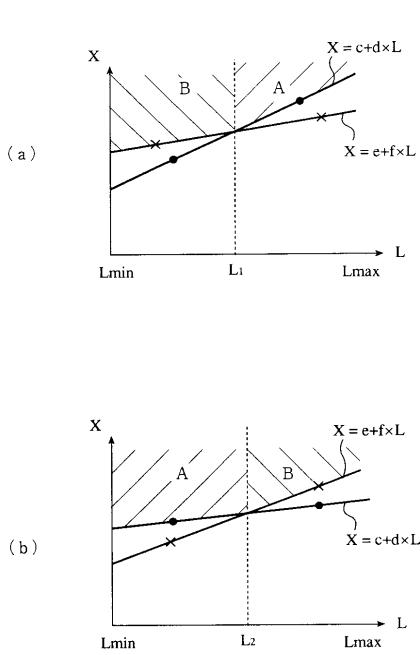 X
X = c+d×L
B
A
(a)
X = e+f×L
L
Lmin
L1
Lmax
X
X = e+f×L
A
B
(b)
X = c+d×L
L
Lmin
L2
Lmax